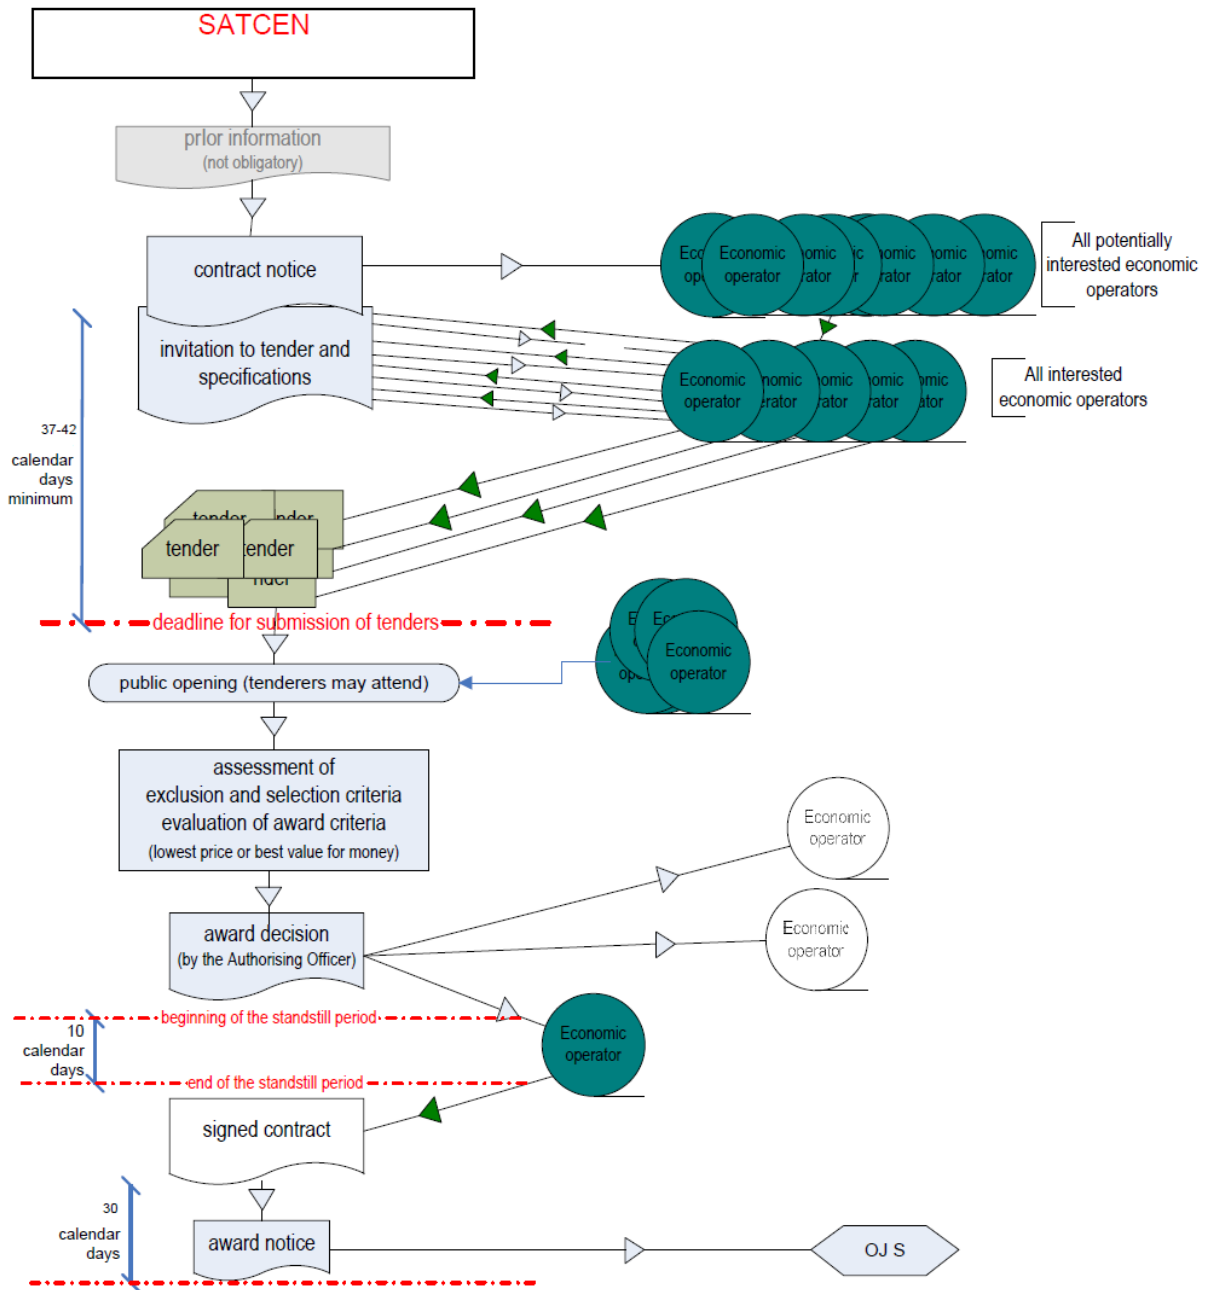 SATCEN
prIor information
(not obligatory)
contract notice
Economic
operator
All potentially
interested economic
operators
invitation to tender and
specifications
Economic
operator
All interested
economic operators
37-42
calendar
days
minimum
tender
tender
tender
deadline for submission of tenders
public opening (tenderers may attend)
Economic
operator
assessment of
exclusion and selection criteria
evaluation of award criteria
(lowest price or best value for money)
Economic
operator
award decision
(by the Authorising Officer)
Economic
operator
beginning of the standstill period
10
calendar
days
Economic
operator
end of the standstill period
signed contract
30
calendar
days
award notice
OJ S